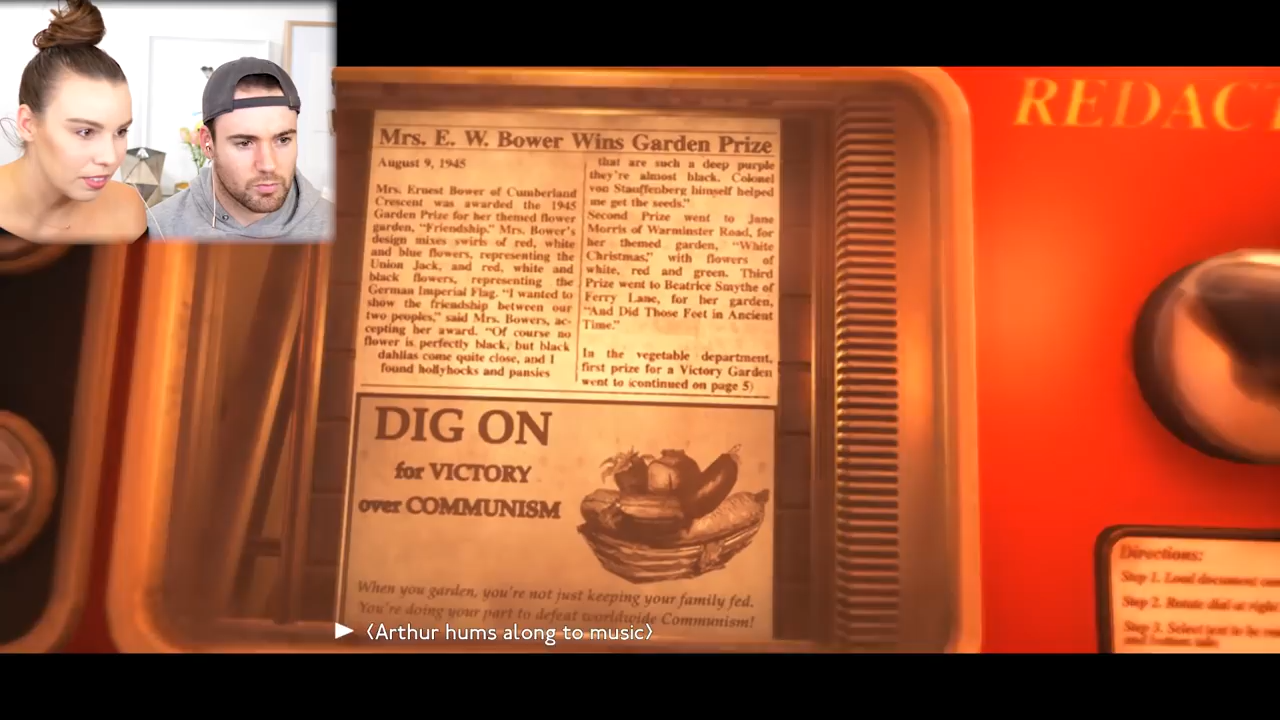 REDACT
Mrs. E. W. Bower Wins Garden Prize
August 9, 1945
Mrs. Ernest Bower of Cumberland
Crescent was awarded the 1945
Garden Prize for her themed flower
garden, "Friendship." Mrs. Bower's
design mixes swirls of red, white
and blue flowers, representing the
Union Jack, and red, white and
black flowers, representing the
German Imperial Flag. "I wanted to
show the friendship between our
two peoples," said Mrs. Bowers, ac-
cepting her award. "Of course no
flower is perfectly black, but black
dahlias come quite close, and I
found hollyhocks and pansies
that are such a deep purple
they're almost black. Colonel
von Stauffenberg himself helped
me get the seeds."
Second Prize went to Jane
Morris of Warminster Road, for
her themed garden, "White
Christmas," with flowers of
white, red and green. Third
Prize went to Beatrice Smythe of
Ferry Lane, for her garden,
"And Did Those Feet in Ancient
Time."
In the vegetable department,
first prize for a Victory Garden
went to (continued on page 5)
DIG ON
for VICTORY
over COMMUNISM
When you garden, you're not just keeping your family fed.
You're doing your part to defeat worldwide Communism!
<Arthur hums along to music>
Directions:
Step 1. Load document
Step 2. Rotate dial at right
Step 3. Select text to be
and bottom